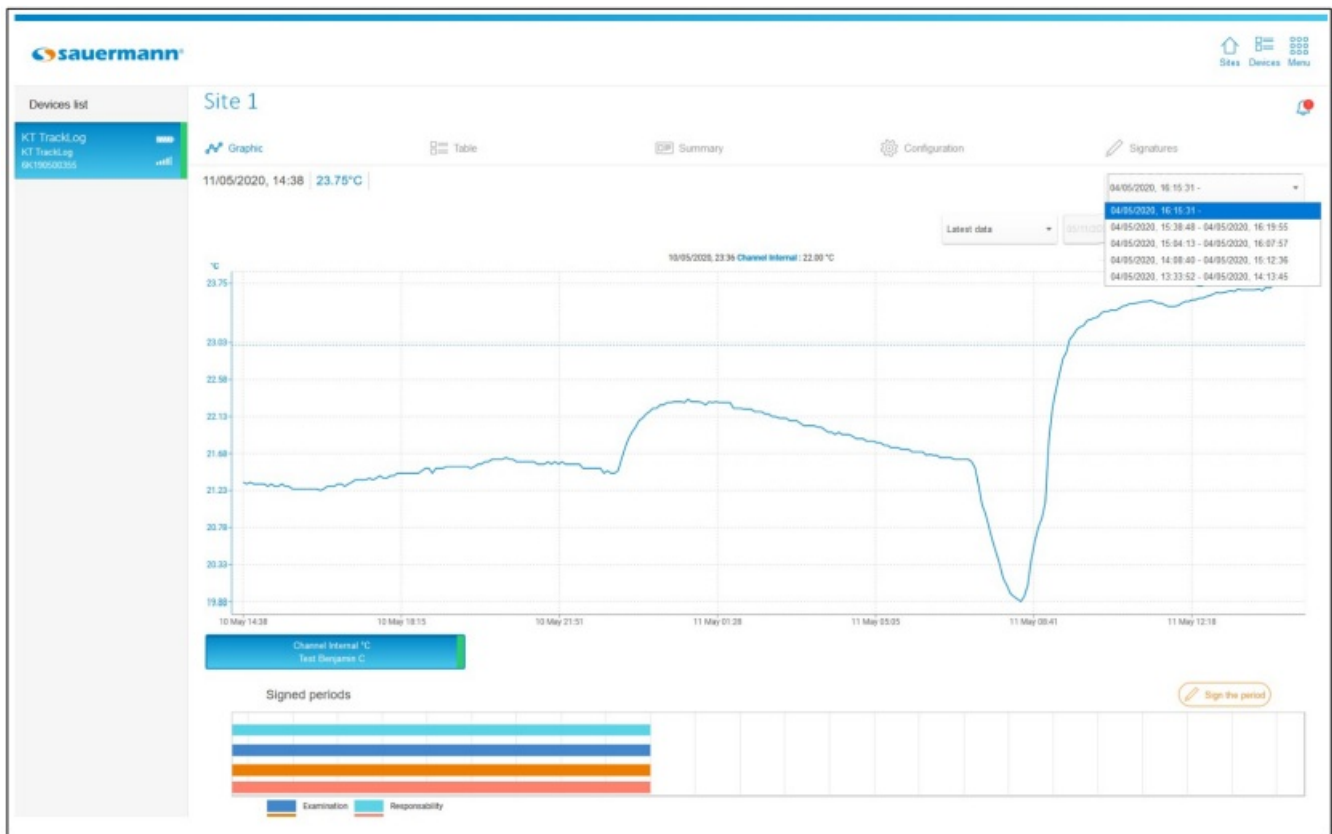 sauermann
Sites Devices Menu
Devices list
KT TrackLog
KT TrackLog
6K190500355
Site 1
Graphic
Table
Summary
Configuration
Signatures
11/05/2020, 14:38 23.75°C
04/05/2020, 16:15:31 -
04/05/2020, 16:15:31 -
04/05/2020, 15:38:48 - 04/05/2020, 16:19:55
04/05/2020, 15:04:13 - 04/05/2020, 16:07:57
04/05/2020, 14:08:40 - 04/05/2020, 15:12:36
04/05/2020, 13:33:52 - 04/05/2020, 14:13:45
Latest data
10/05/2020, 23:36 Channel Internal : 22.00 °C
°C
23.75
23.03
22.58
22.13
21.68
21.23
20.78
20.33
19.88
10 May 14:38
10 May 18:15
10 May 21:51
11 May 01:28
11 May 05:05
11 May 08:41
11 May 12:18
Channel Internal °C
Test Benjamin C
Signed periods
Sign the period
Examination
Responsability